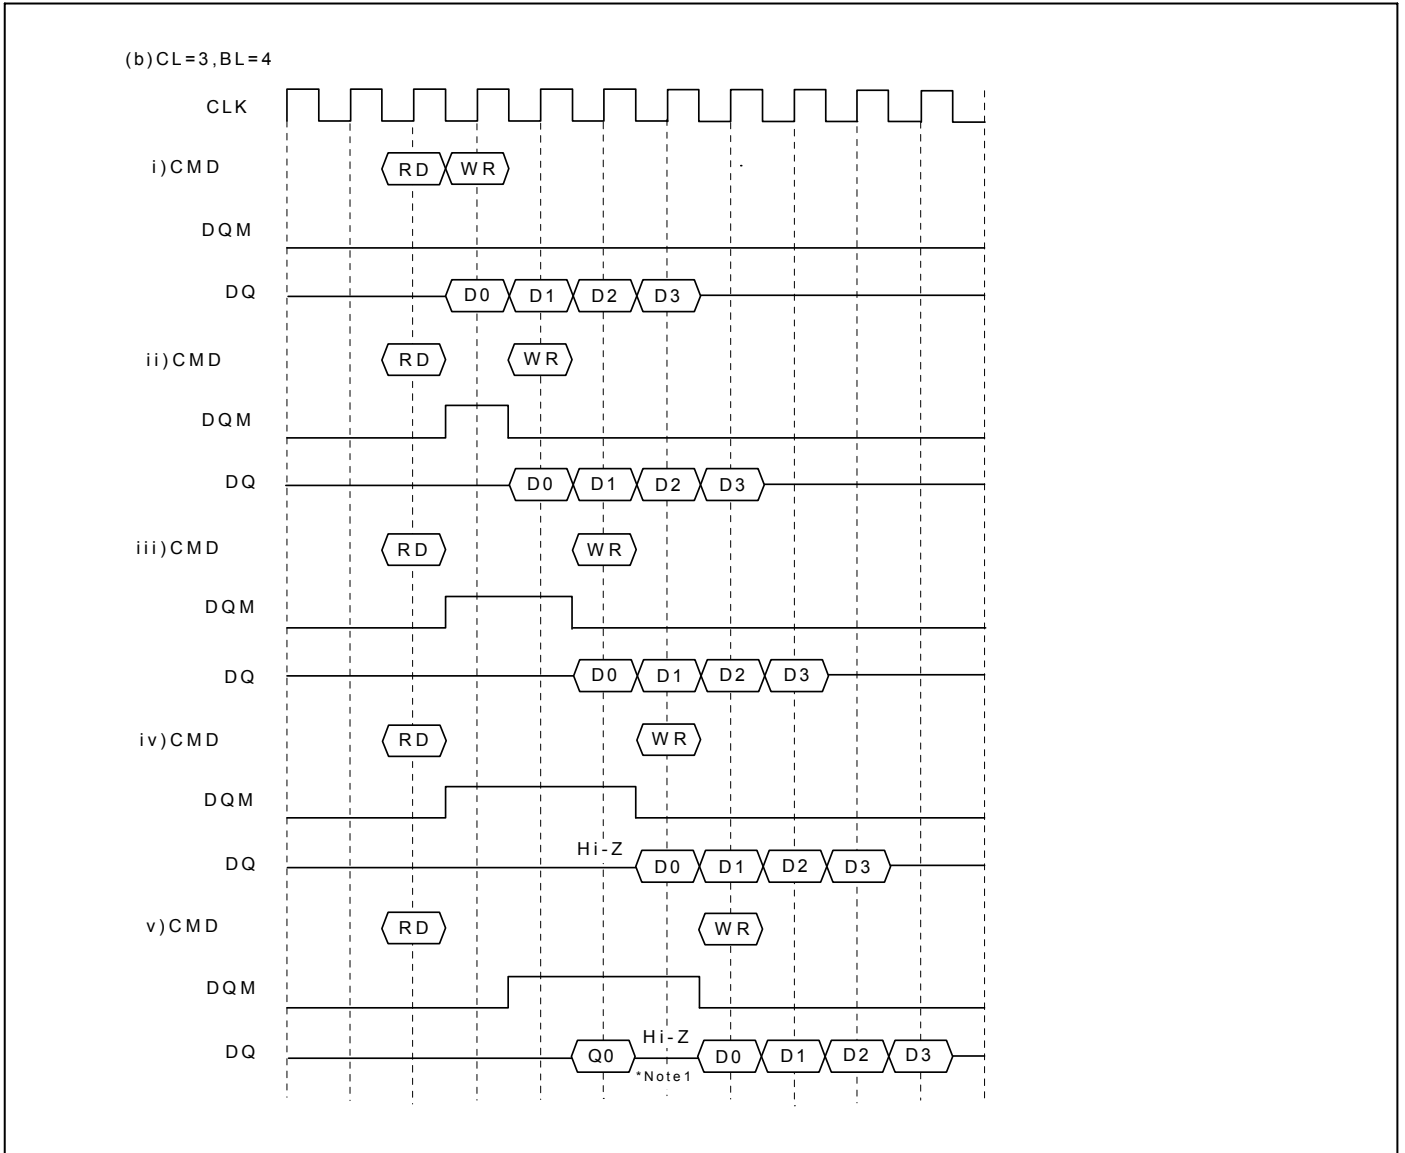 (b)CL=3,BL=4
CLK
i)CMD RD WR
DQM
DQ D0 D1 D2 D3
ii)CMD RD WR
DQM
DQ D0 D1 D2 D3
iii)CMD RD WR
DQM
DQ D0 D1 D2 D3
iv)CMD RD WR
DQM
DQ Hi-Z D0 D1 D2 D3
v)CMD RD WR
DQM
DQ Q0 Hi-Z D0 D1 D2 D3
*Note1